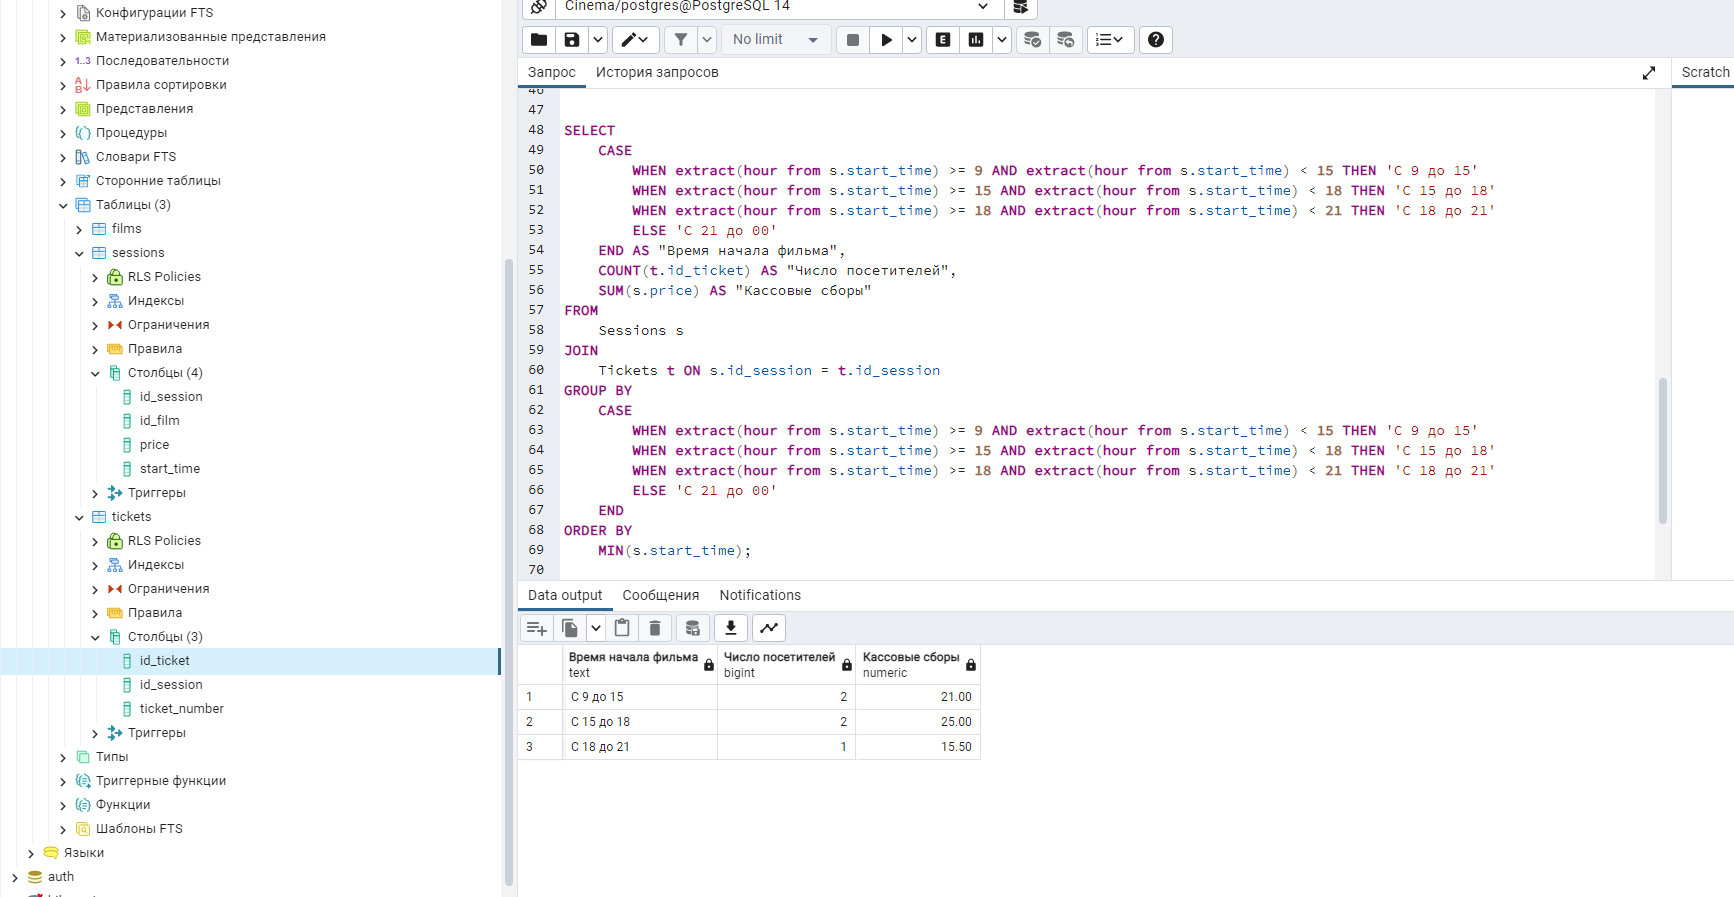 Конфигурации FTS
Материализованные представления
1..3 Последовательности
Правила сортировки
Представления
Процедуры
Словари FTS
Сторонние таблицы
Таблицы (3)
films
sessions
RLS Policies
Индексы
Ограничения
Правила
Столбцы (4)
id_session
id_film
price
start_time
Триггеры
tickets
RLS Policies
Индексы
Ограничения
Правила
Столбцы (3)
id_ticket
id_session
ticket_number
Триггеры
Типы
Триггерные функции
Функции
Шаблоны FTS
Языки
auth
Cinema/postgres@PostgreSQL 14
No limit
E
Запрос История запросов
Scratch
46
47
48 SELECT
49 CASE
50 WHEN extract(hour from s.start_time) >= 9 AND extract(hour from s.start_time) < 15 THEN 'С 9 до 15'
51 WHEN extract(hour from s.start_time) >= 15 AND extract(hour from s.start_time) < 18 THEN 'С 15 до 18'
52 WHEN extract(hour from s.start_time) >= 18 AND extract(hour from s.start_time) < 21 THEN 'С 18 до 21'
53 ELSE 'С 21 до 00'
54 END AS "Время начала фильма",
55 COUNT(t.id_ticket) AS "Число посетителей",
56 SUM(s.price) AS "Кассовые сборы"
57 FROM
58 Sessions s
59 JOIN
60 Tickets t ON s.id_session = t.id_session
61 GROUP BY
62 CASE
63 WHEN extract(hour from s.start_time) >= 9 AND extract(hour from s.start_time) < 15 THEN 'С 9 до 15'
64 WHEN extract(hour from s.start_time) >= 15 AND extract(hour from s.start_time) < 18 THEN 'С 15 до 18'
65 WHEN extract(hour from s.start_time) >= 18 AND extract(hour from s.start_time) < 21 THEN 'С 18 до 21'
66 ELSE 'С 21 до 00'
67 END
68 ORDER BY
69 MIN(s.start_time);
70
Data output Сообщения Notifications
Время начала фильма Число посетителей Кассовые сборы
text bigint numeric
1 С 9 до 15 2 21.00
2 С 15 до 18 2 25.00
3 С 18 до 21 1 15.50